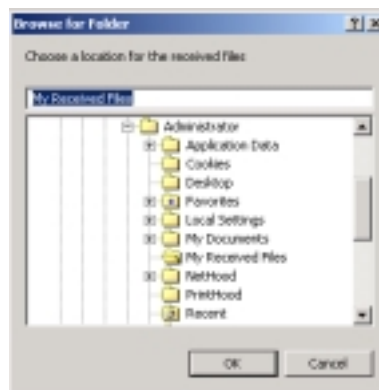 Browse for Folder
Choose a location for the received files
My Received Files
Administrator
Application Data
Cookies
Desktop
Favorites
Local Settings
My Documents
My Received Files
NetHood
PrintHood
Recent
OK
Cancel